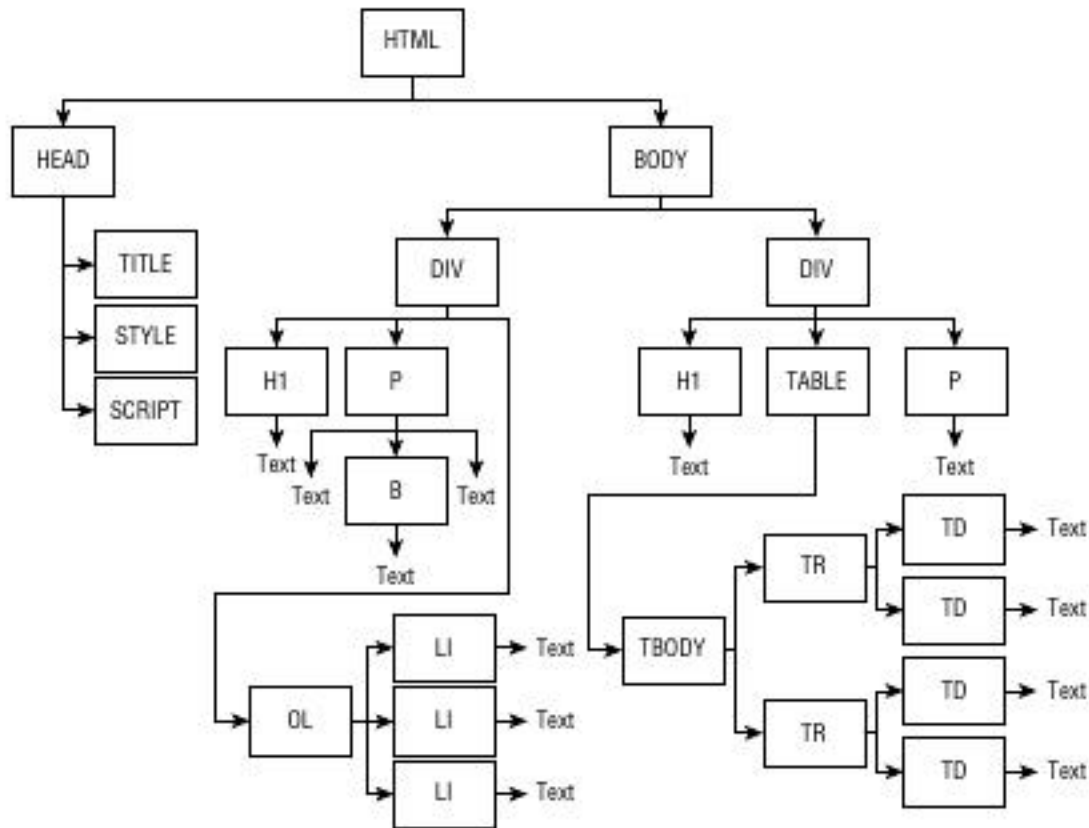 HTML
HEAD
BODY
TITLE
STYLE
SCRIPT
DIV
DIV
H1
P
H1
TABLE
P
Text
Text
B
Text
Text
Text
Text
OL
LI
Text
LI
Text
LI
Text
TBODY
TR
TD
Text
TD
Text
TR
TD
Text
TD
Text